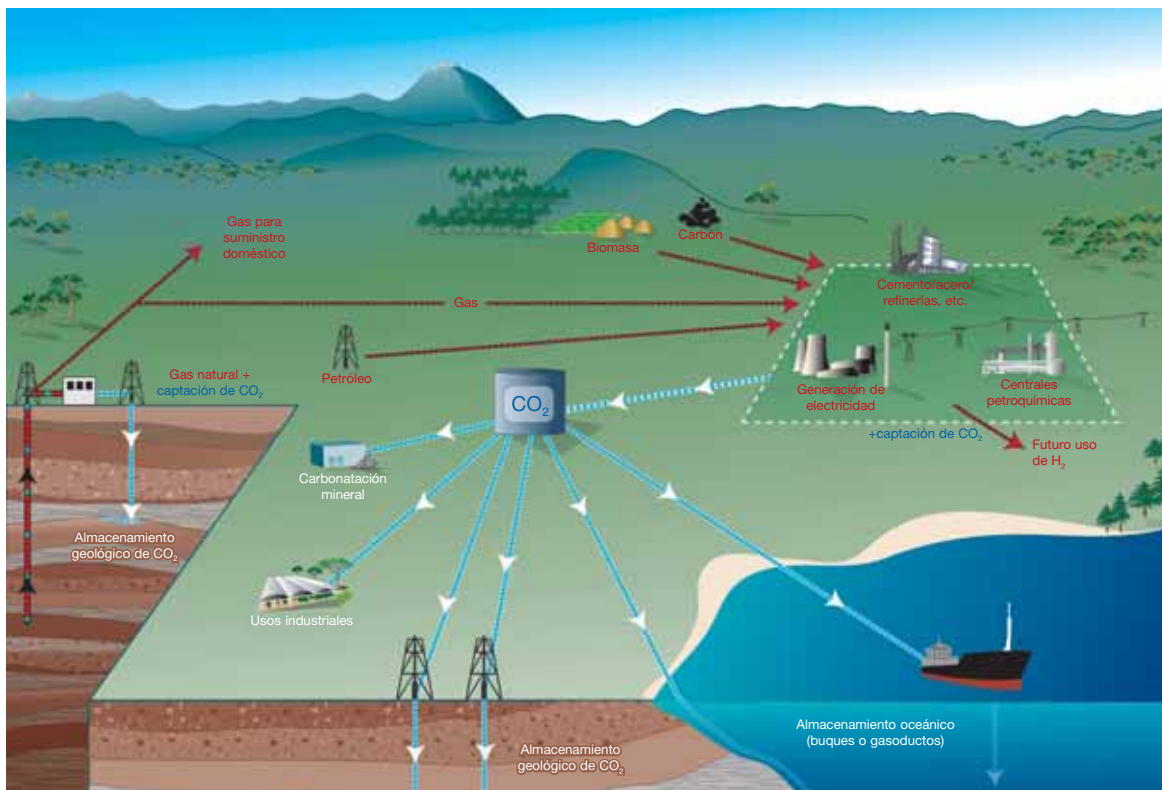 Gas para
suministro
doméstico
Biomasa
Carbón
Cemento/acero/
refinerías, etc.
Gas
Petróleo
Gas natural +
captación de CO₂
Generación de
electricidad
Centrales
petroquímicas
CO₂
+captación de CO₂
Futuro uso
de H₂
Carbonatación
mineral
Almacenamiento
geológico de CO₂
Usos industriales
Almacenamiento oceánico
(buques o gasoductos)
Almacenamiento
geológico de CO₂